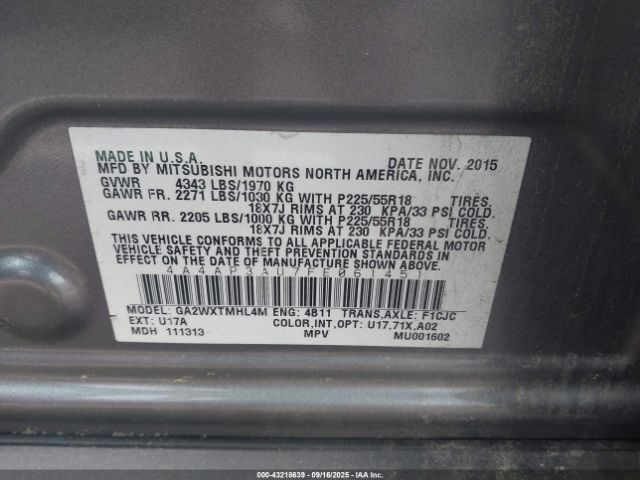 MADE IN U.S.A. DATE NOV. 2015
MFD BY MITSUBISHI MOTORS NORTH AMERICA, INC.
GVWR 4343 LBS/1970 KG
GAWR FR. 2271 LBS/1030 KG WITH P225/55R18 TIRES,
18X7J RIMS AT 230 KPA/33 PSI COLD.
GAWR RR. 2205 LBS/1000 KG WITH P225/55R18 TIRES,
18X7J RIMS AT 230 KPA/33 PSI COLD.
THIS VEHICLE CONFORMS TO ALL APPLICABLE FEDERAL MOTOR
VEHICLE SAFETY AND THEFT PREVENTION STANDARDS IN
EFFECT ON THE DATE OF MANUFACTURE SHOWN ABOVE.
4A4AP3AU7FE061451
MODEL: GA2WXTMHL4M ENG: 4B11 TRANS,AXLE: F1CJC
EXT: U17A COLOR,INT,OPT: U17,71X,A02
MDH 111313 MPV MU001602
00-43218639 - 09/16/2025 - IAA Inc.